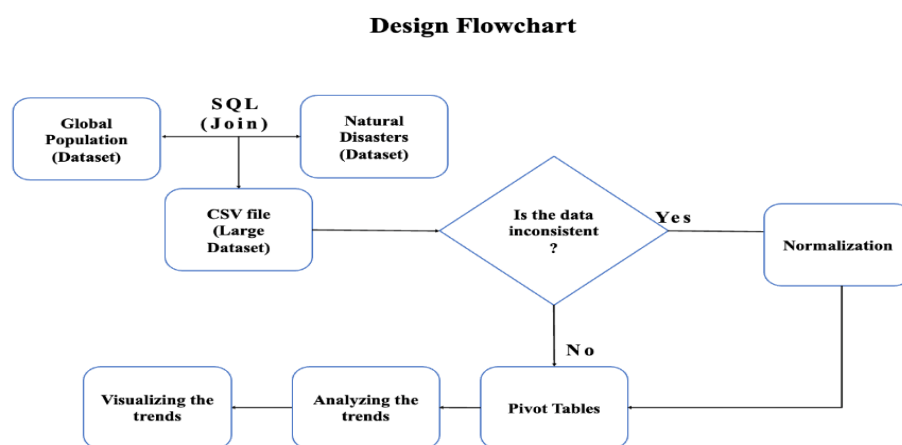 Design Flowchart
SQL
(Join)
Global
Population
(Dataset)
Natural
Disasters
(Dataset)
CSV file
(Large
Dataset)
Is the data
inconsistent
?
Yes
Normalization
No
Visualizing the
trends
Analyzing the
trends
Pivot Tables